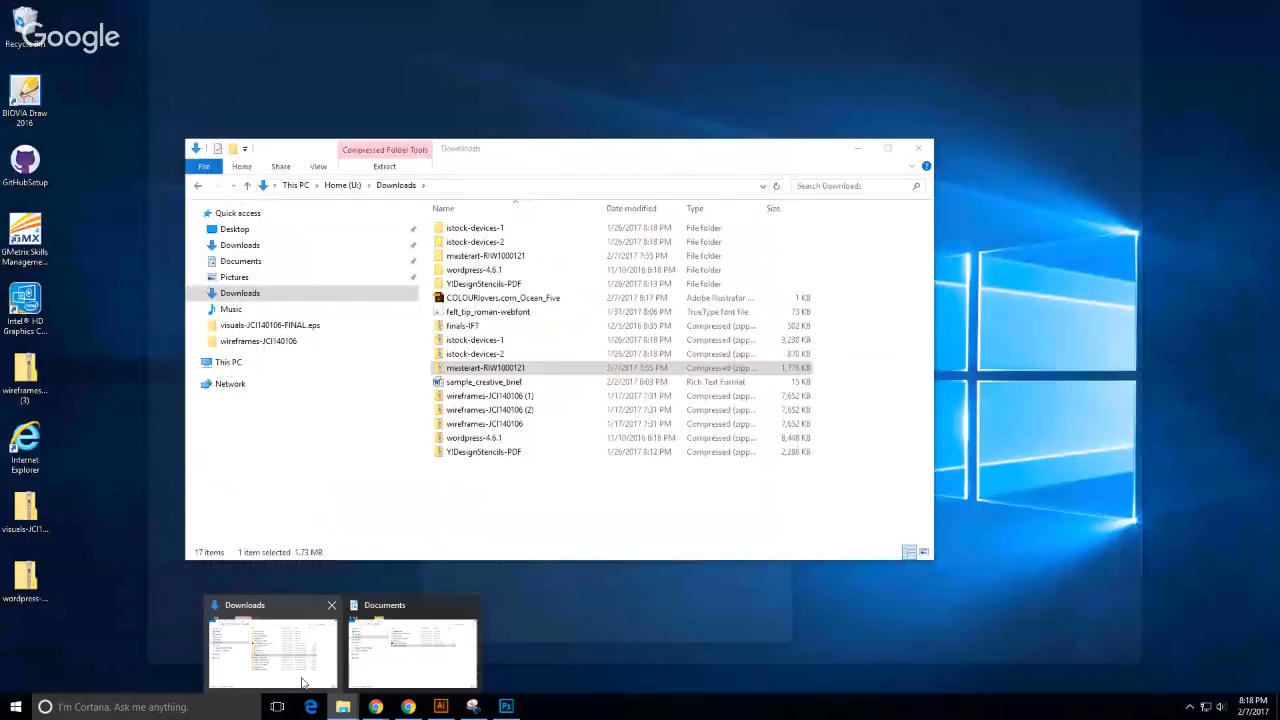 Google
Recycle Bin
BIOVIA Draw
2016
GitHubSetup
GMetrix Skills
Manageme...
Intel® HD
Graphics C...
wireframes...
(3)
Internet
Explorer
visuals-JCI1...
wordpress-...
Compressed Folder Tools
Downloads
File
Home
Share
View
Extract
This PC
Home (U:)
Downloads
Search Downloads
Quick access
Desktop
Downloads
Documents
Pictures
Downloads
Music
visuals-JCI140106-FINAL.eps
wireframes-JCI140106
This PC
Network
Name Date modified Type Size
istock-devices-1 1/26/2017 8:18 PM File folder
istock-devices-2 1/26/2017 8:18 PM File folder
masterart-RIW1000121 2/7/2017 7:55 PM File folder
wordpress-4.6.1 11/10/2016 6:18 PM File folder
Y!DesignStencils-PDF 1/26/2017 8:12 PM File folder
COLOURlovers.com_Ocean_Five 2/7/2017 8:17 PM Adobe Illustrator ... 1 KB
felt_tip_roman-webfont 1/31/2017 8:06 PM TrueType font file 73 KB
finals-IFT 12/5/2016 8:35 PM Compressed (zipp... 502 KB
istock-devices-1 1/26/2017 8:18 PM Compressed (zipp... 3,230 KB
istock-devices-2 1/26/2017 8:18 PM Compressed (zipp... 870 KB
masterart-RIW1000121 2/7/2017 7:55 PM Compressed (zipp... 1,776 KB
sample_creative_brief 2/2/2017 6:03 PM Rich Text Format 15 KB
wireframes-JCI140106 (1) 1/17/2017 7:31 PM Compressed (zipp... 7,652 KB
wireframes-JCI140106 (2) 1/17/2017 7:31 PM Compressed (zipp... 7,652 KB
wireframes-JCI140106 1/17/2017 7:31 PM Compressed (zipp... 7,652 KB
wordpress-4.6.1 11/10/2016 6:18 PM Compressed (zipp... 8,448 KB
Y!DesignStencils-PDF 1/26/2017 8:12 PM Compressed (zipp... 2,288 KB
17 items 1 item selected 1.73 MB
Downloads
Documents
I'm Cortana. Ask me anything.
Ai
Ps
8:18 PM
2/7/2017